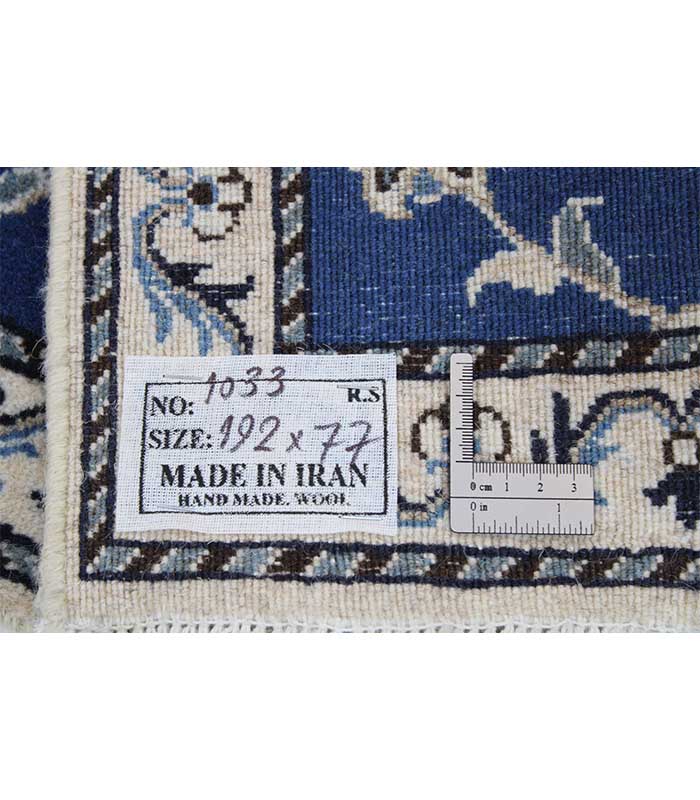 NO: 1033 R.S
SIZE: 192 x 77
MADE IN IRAN
HAND MADE. WOOL
0 cm 1 2 3
0 in 1